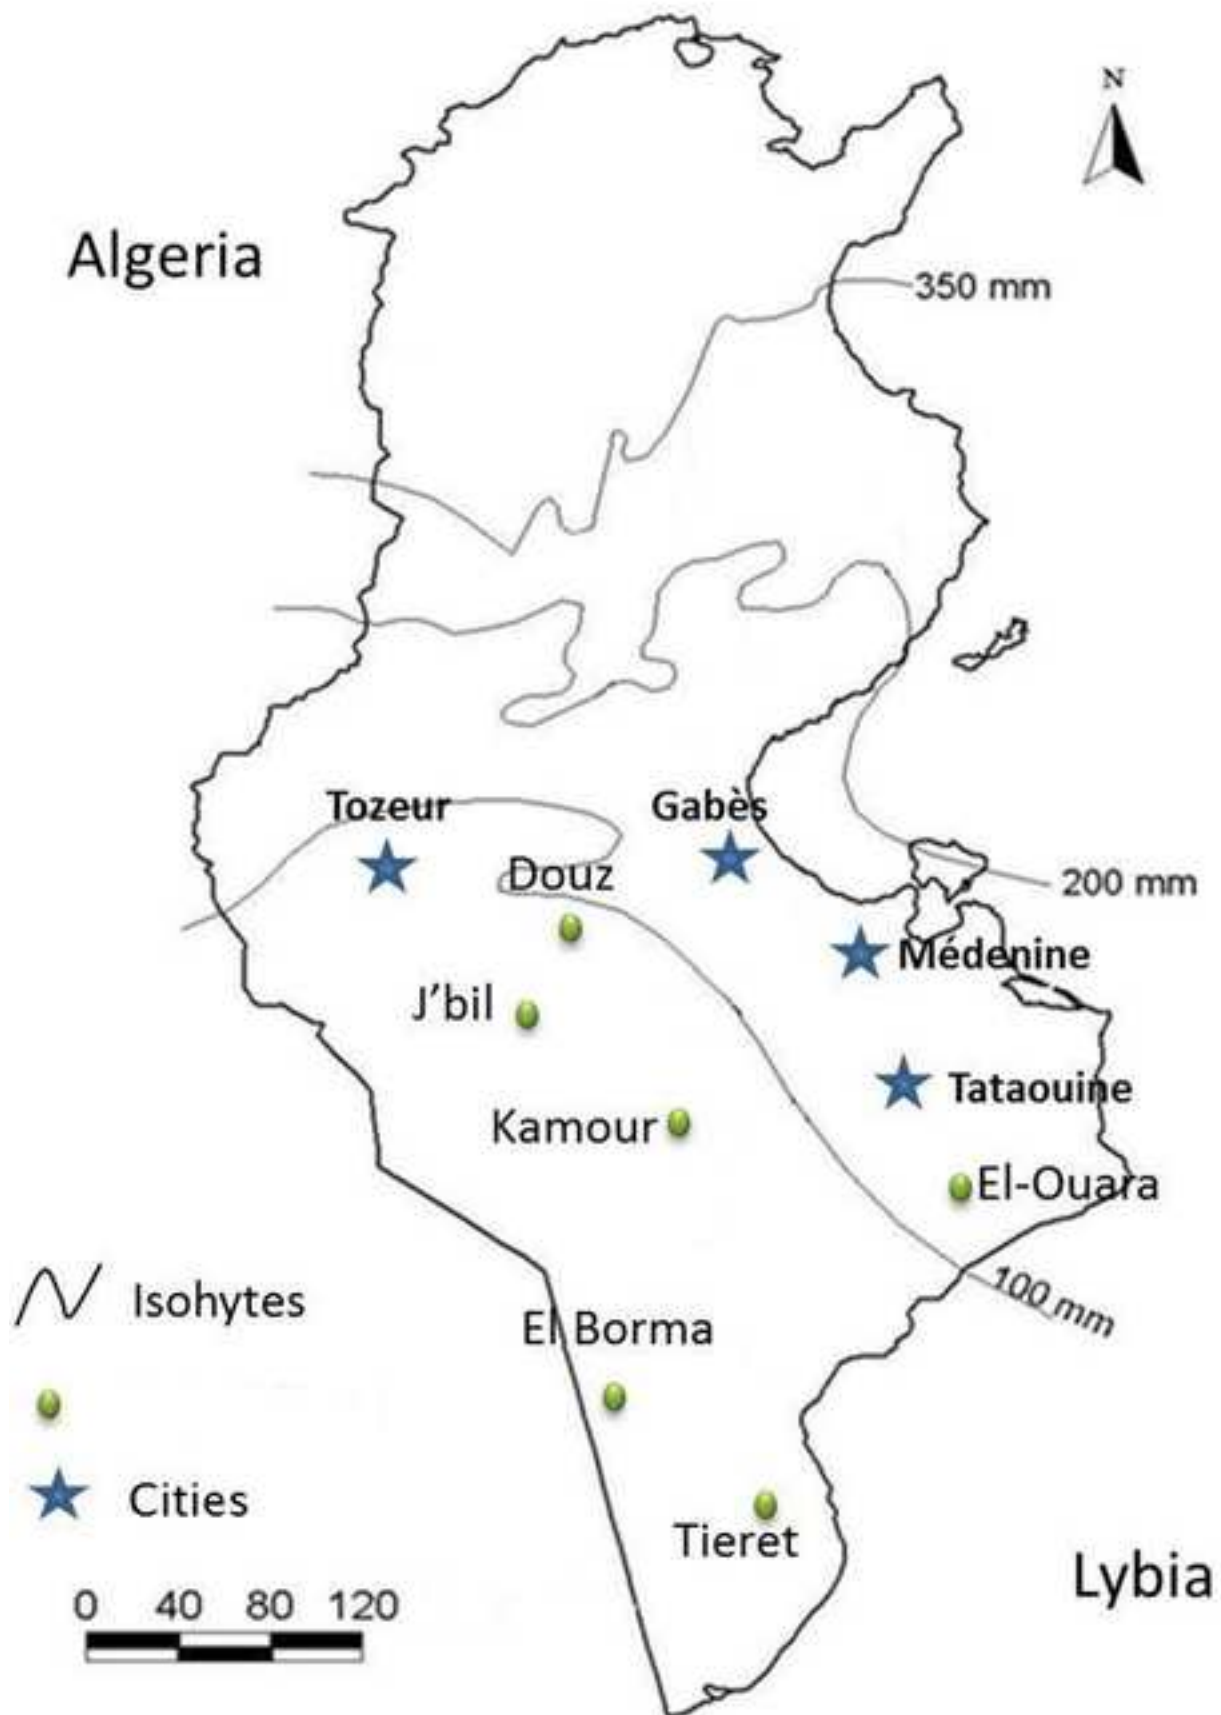 N
Algeria
350 mm
Tozeur
Gabès
Douz
200 mm
Médenine
J'bil
Tataouine
Kamour
El-Ouara
100 mm
Isohytes
El Borma
Cities
Tieret
Lybia
0 40 80 120